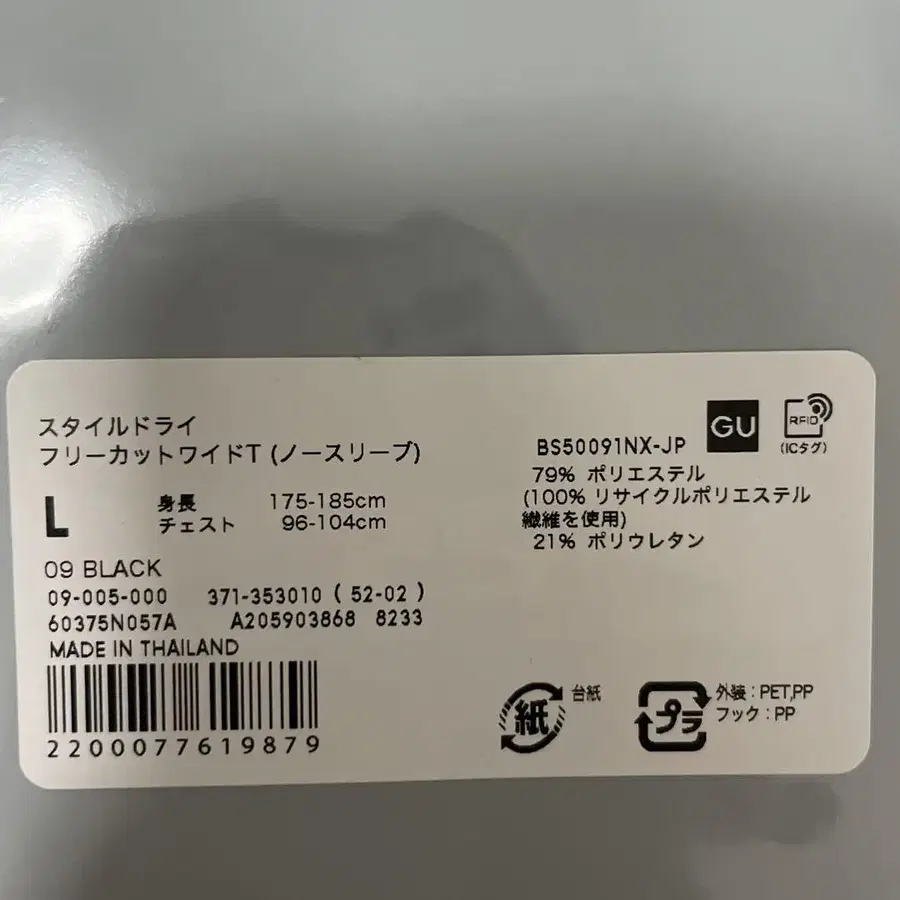 スタイルドライ
フリーカットワイドT (ノースリーブ)
L 身長 175-185cm
チェスト 96-104cm
09 BLACK
09-005-000 371-353010 ( 52-02 )
60375N057A A205903868 8233
MADE IN THAILAND
2200077619879
GU
RFID
(ICタグ)
BS50091NX-JP
79% ポリエステル
(100% リサイクルポリエステル
繊維を使用)
21% ポリウレタン
紙 台紙
プラ 外装:PET,PP
フック:PP